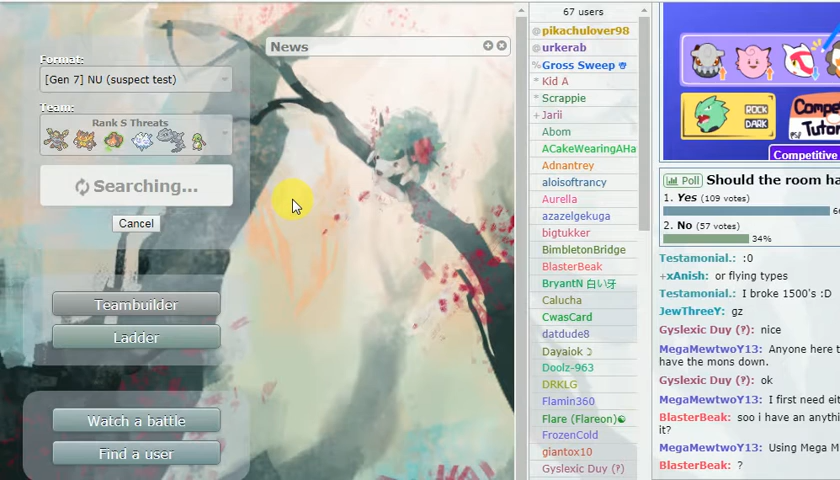 Format:
[Gen 7] NU (suspect test)
Team:
Rank S Threats
Searching...
Cancel
Teambuilder
Ladder
Watch a battle
Find a user
News
67 users
@pikachulover98
@urkerab
%Gross Sweep
* Kid A
* Scrappie
+ Jarii
Abom
ACakeWearingAHa
Adnantrey
aloisoftrancy
Aurella
azazelgekuga
bigtukker
BimbletonBridge
BlasterBeak
BryantN 白い牙
Calucha
CwasCard
datdude8
Dayaiok ☽
Doolz-963
DRKLG
Flamin360
Flare (Flareon)☯
FrozenCold
giantox10
Gyslexic Duy (?)
ROCK
DARK
Compe
Tutor
Competitive
Poll Should the room ha
1. Yes (109 votes)
2. No (57 votes)
34%
Testamonial.: :0
+xAnish: or flying types
Testamonial.: I broke 1500's :D
JewThreeY: gz
Gyslexic Duy (?): nice
MegaMewtwoY13: Anyone here t
have the mons down.
Gyslexic Duy (?): ok
MegaMewtwoY13: I first need eit
BlasterBeak: soo i have an anythi
it?
MegaMewtwoY13: Using Mega M
BlasterBeak: ?